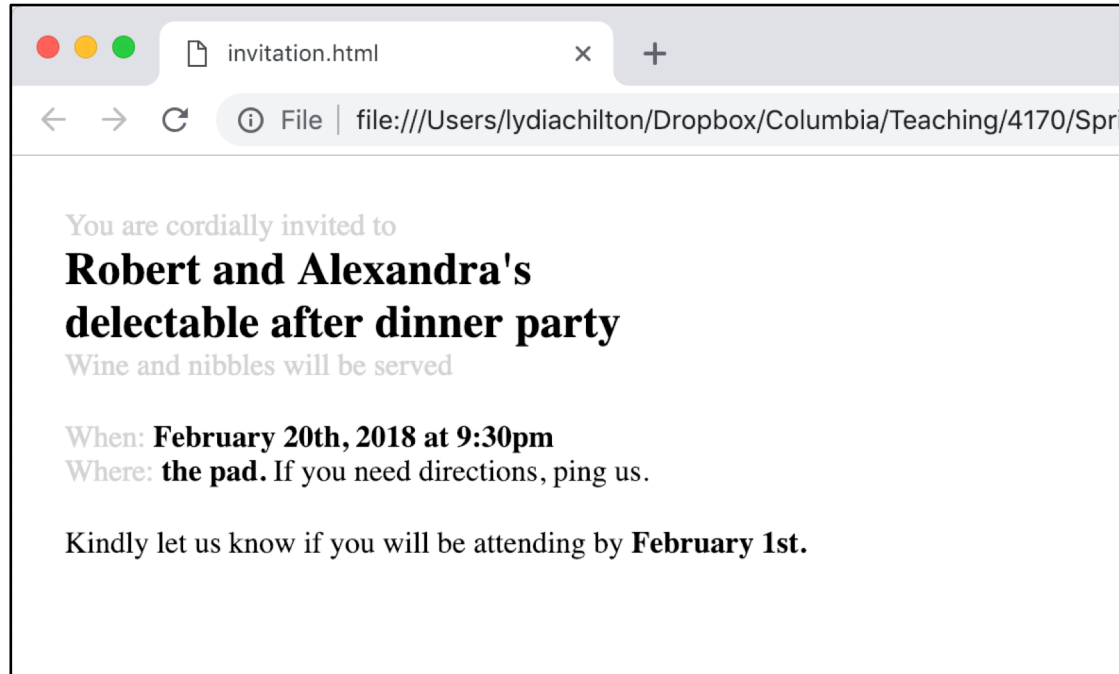 invitation.html
File file:///Users/lydiachilton/Dropbox/Columbia/Teaching/4170/Spri
You are cordially invited to
Robert and Alexandra's
delectable after dinner party
Wine and nibbles will be served
When: February 20th, 2018 at 9:30pm
Where: the pad. If you need directions, ping us.
Kindly let us know if you will be attending by February 1st.